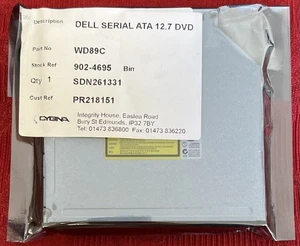 DELL SERIAL ATA 12.7 DVD
Part No WD89C
Stock Ref 902-4695 Bin
Qty 1 SDN261331
Cust Ref PR218151
CYGNA
Integrity House, Easlea Road
Bury St Edmunds, IP32 7BY
Tel: 01473 836800 Fax: 01473 836220